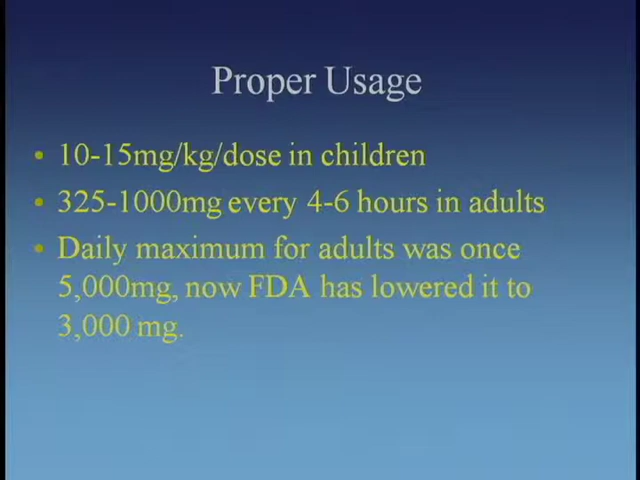 Proper Usage
• 10-15mg/kg/dose in children
• 325-1000mg every 4-6 hours in adults
• Daily maximum for adults was once
5,000mg, now FDA has lowered it to
3,000 mg.